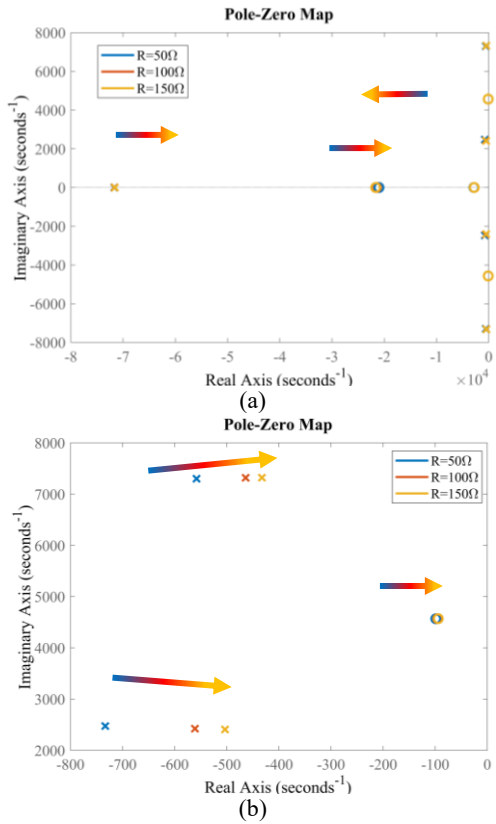 Pole-Zero Map
8000
6000
4000
2000
0
-2000
-4000
-6000
-8000
Imaginary Axis (seconds⁻¹)
R=50Ω
R=100Ω
R=150Ω
-8 -7 -6 -5 -4 -3 -2 -1 0
Real Axis (seconds⁻¹)
×10⁴
(a)
Pole-Zero Map
8000
7000
6000
5000
4000
3000
2000
Imaginary Axis (seconds⁻¹)
R=50Ω
R=100Ω
R=150Ω
-800 -700 -600 -500 -400 -300 -200 -100 0
Real Axis (seconds⁻¹)
(b)